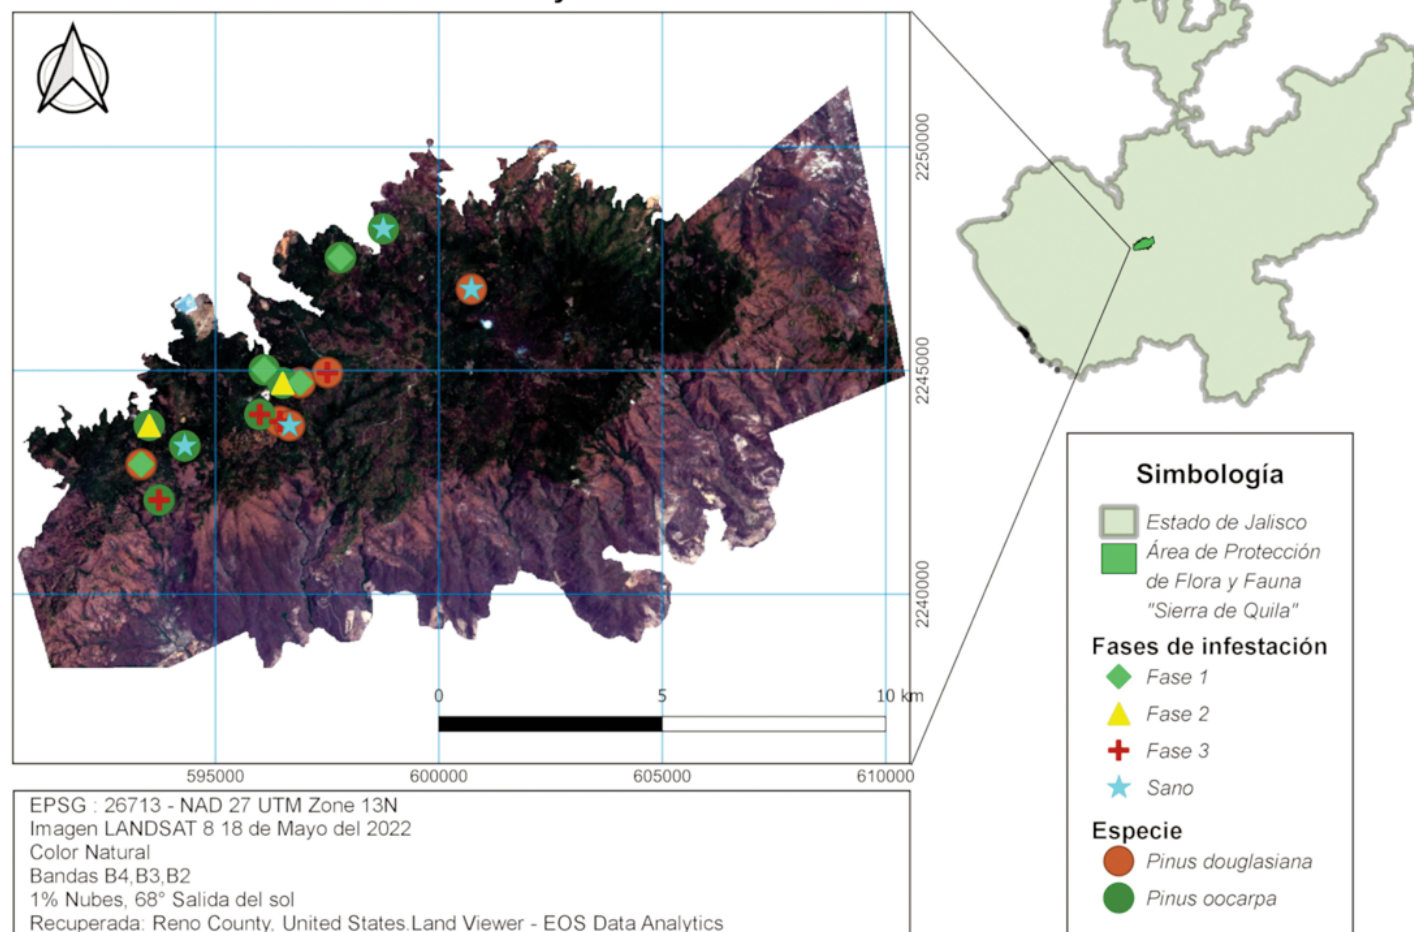 2250000
2245000
2240000
0 5 10 km
595000 600000 605000 610000
EPSG : 26713 - NAD 27 UTM Zone 13N
Imagen LANDSAT 8 18 de Mayo del 2022
Color Natural
Bandas B4,B3,B2
1% Nubes, 68° Salida del sol
Recuperada: Reno County, United States.Land Viewer - EOS Data Analytics
Simbología
Estado de Jalisco
Área de Protección
de Flora y Fauna
"Sierra de Quila"
Fases de infestación
Fase 1
Fase 2
Fase 3
Sano
Especie
Pinus douglasiana
Pinus oocarpa